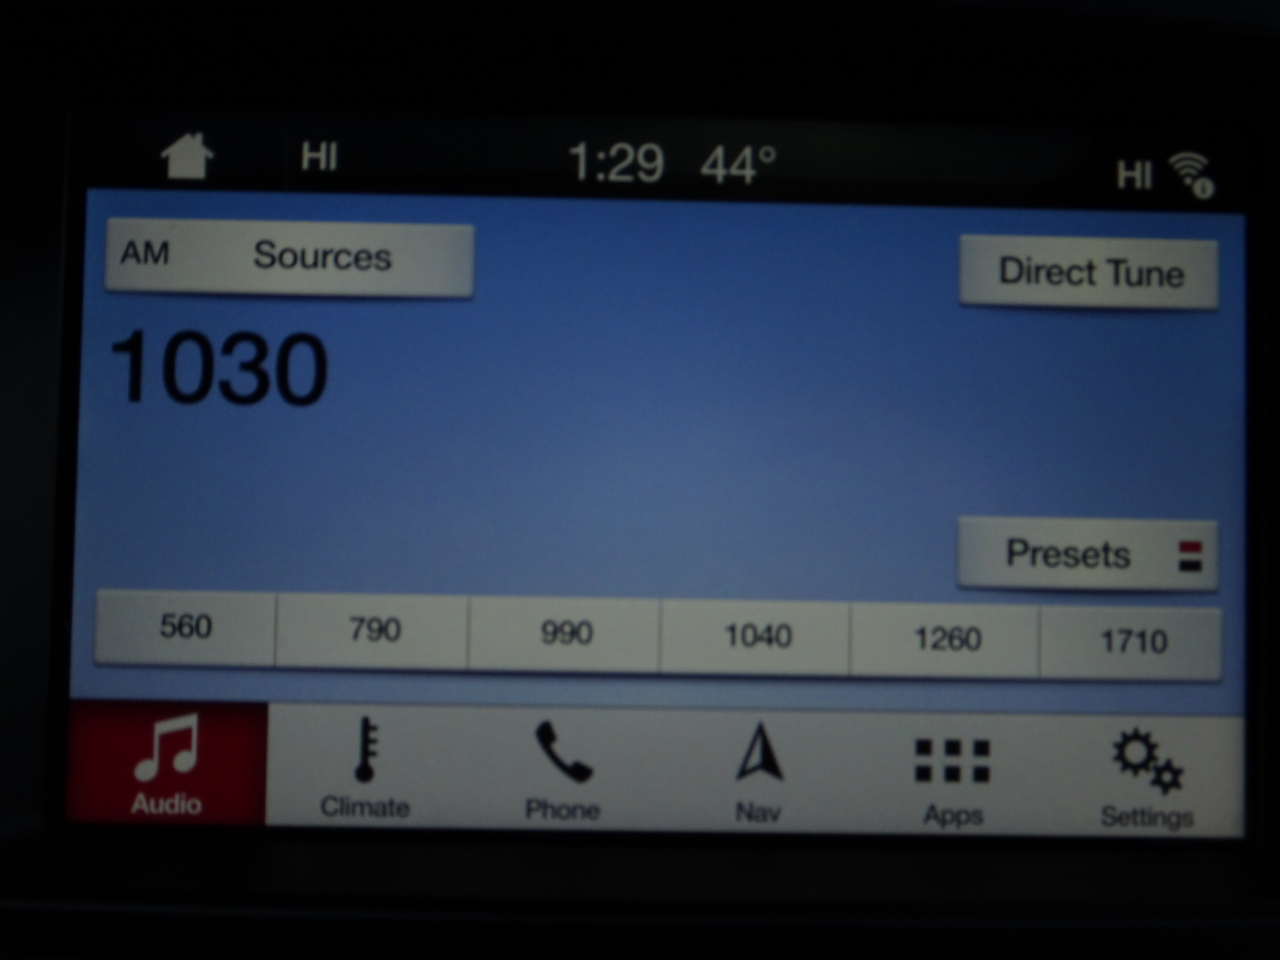 HI 1:29 44° HI
AM Sources Direct Tune
1030
Presets
560 790 990 1040 1260 1710
Audio Climate Phone Nav Apps Settings